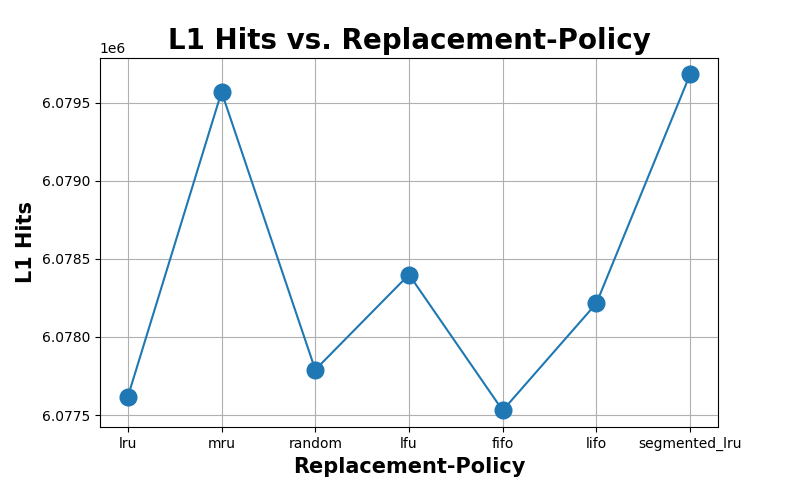 L1 Hits vs. Replacement-Policy
1e6
6.0795
6.0790
6.0785
6.0780
6.0775
L1 Hits
lru mru random lfu fifo lifo segmented_lru
Replacement-Policy